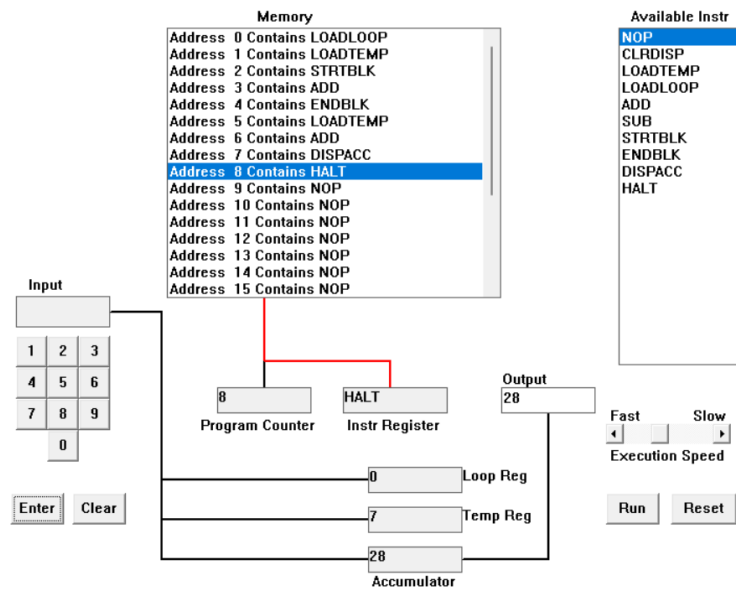 Memory
Available Instr
Address 0 Contains LOADLOOP
Address 1 Contains LOADTEMP
Address 2 Contains STRTBLK
Address 3 Contains ADD
Address 4 Contains ENDBLK
Address 5 Contains LOADTEMP
Address 6 Contains ADD
Address 7 Contains DISPACC
Address 8 Contains HALT
Address 9 Contains NOP
Address 10 Contains NOP
Address 11 Contains NOP
Address 12 Contains NOP
Address 13 Contains NOP
Address 14 Contains NOP
Address 15 Contains NOP
NOP
CLRDISP
LOADTEMP
LOADLOOP
ADD
SUB
STRTBLK
ENDBLK
DISPACC
HALT
Input
1 2 3
4 5 6
7 8 9
0
Enter Clear
8
Program Counter
HALT
Instr Register
Output
28
Fast Slow
Execution Speed
Run Reset
0 Loop Reg
7 Temp Reg
28
Accumulator